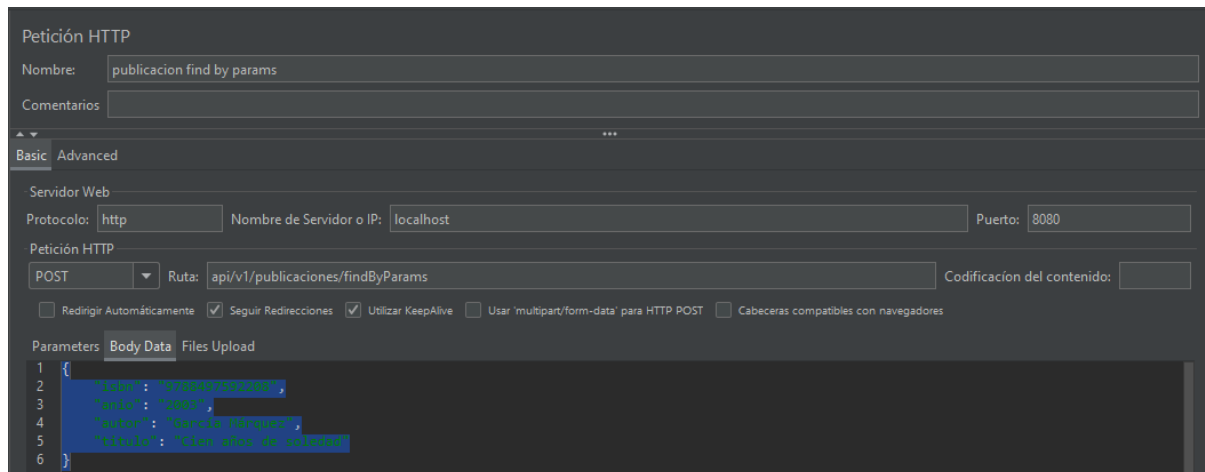 Petición HTTP
Nombre: publicacion find by params
Comentarios
Basic Advanced
Servidor Web
Protocolo: http Nombre de Servidor o IP: localhost Puerto: 8080
Petición HTTP
POST Ruta: api/v1/publicaciones/findByParams Codificacíon del contenido:
Redirigir Automáticamente Seguir Redirecciones Utilizar KeepAlive Usar 'multipart/form-data' para HTTP POST Cabeceras compatibles con navegadores
Parameters Body Data Files Upload
1 {
2 "isbn": "9788497592208",
3 "anio": "2003",
4 "autor": "García Márquez",
5 "titulo": "Cien años de soledad"
6 }